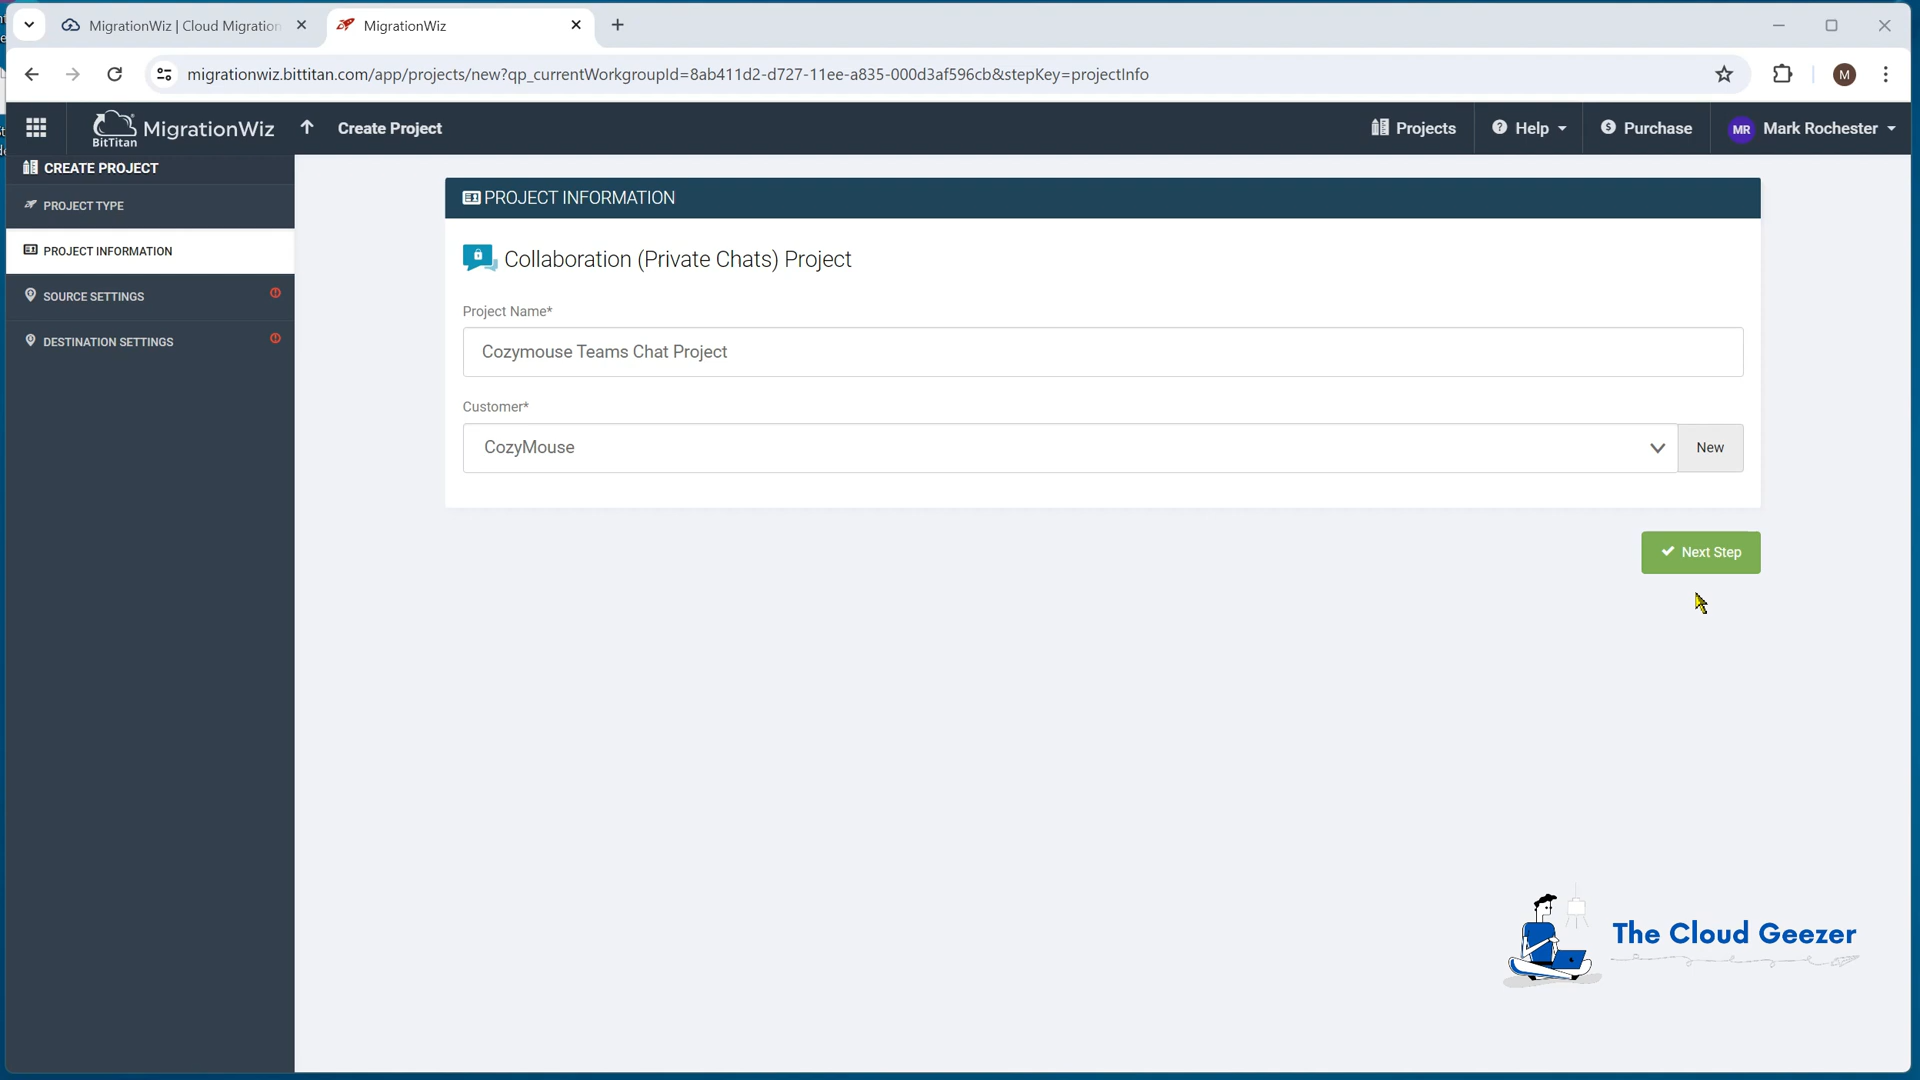 MigrationWiz | Cloud Migration
MigrationWiz
migrationwiz.bittitan.com/app/projects/new?qp_currentWorkgroupId=8ab411d2-d727-11ee-a835-000d3af596cb&stepKey=projectInfo
M
BitTitan
MigrationWiz
Create Project
Projects
Help
Purchase
MR
Mark Rochester
CREATE PROJECT
PROJECT TYPE
PROJECT INFORMATION
SOURCE SETTINGS
DESTINATION SETTINGS
PROJECT INFORMATION
Collaboration (Private Chats) Project
Project Name*
Cozymouse Teams Chat Project
Customer*
CozyMouse
New
Next Step
The Cloud Geezer